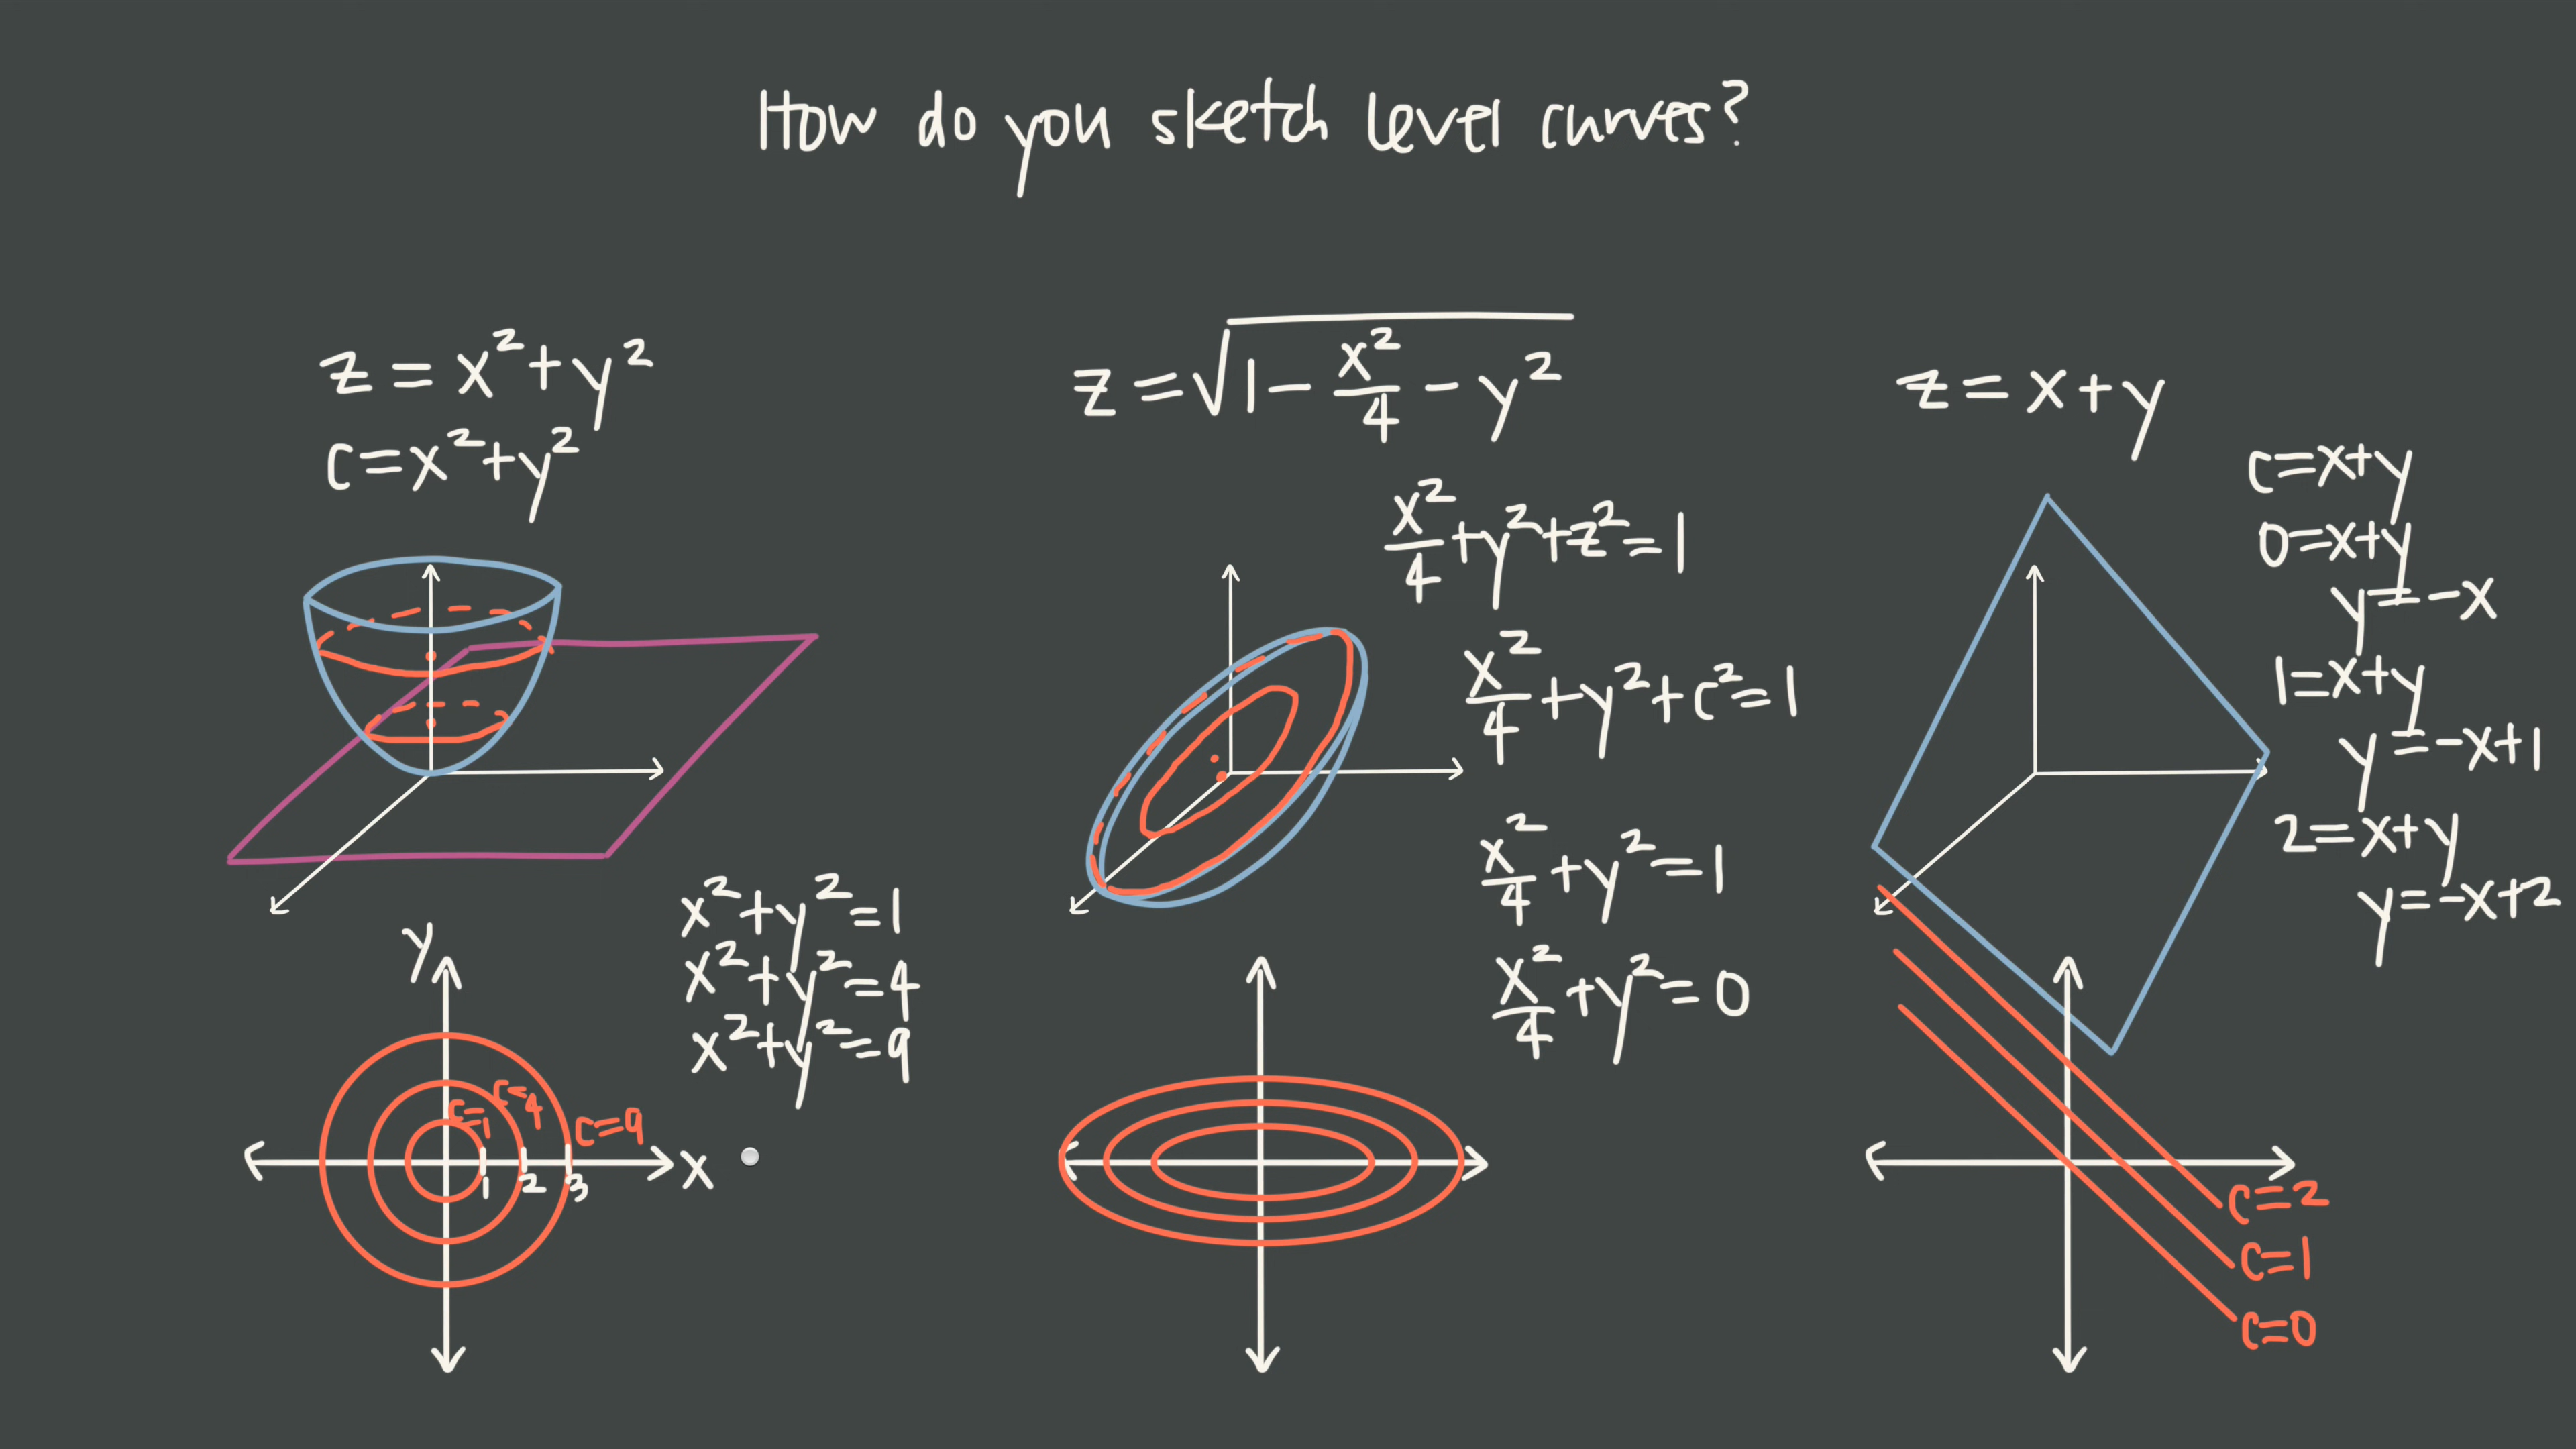 How do you sketch level curves?
z = x² + y²
c = x² + y²
x² + y² = 1
x² + y² = 4
x² + y² = 9
y
c=1
c=4
c=9
x
1 2 3
z = √(1 - x²/4 - y²)
x²/4 + y² + z² = 1
x²/4 + y² + c² = 1
x²/4 + y² = 1
x²/4 + y² = 0
z = x + y
c = x + y
0 = x + y
y = -x
1 = x + y
y = -x + 1
2 = x + y
y = -x + 2
c=2
c=1
c=0